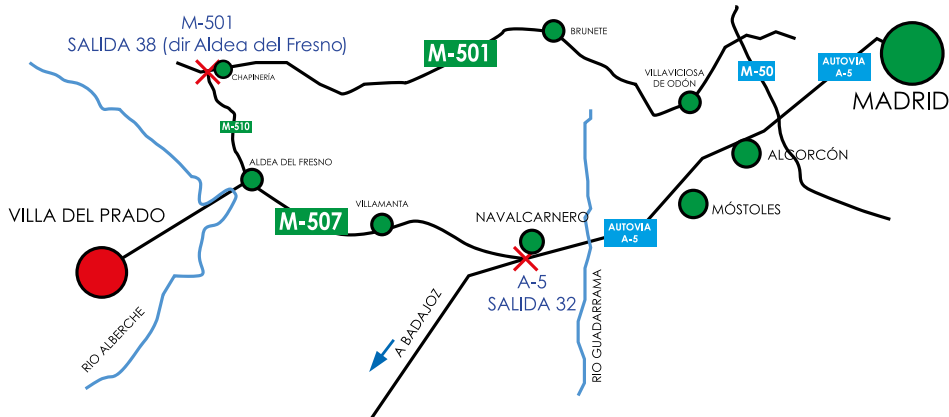 M-501
SALIDA 38 (dir Aldea del Fresno)
CHAPINERÍA
M-501
BRUNETE
VILLAVICIOSA
DE ODÓN
M-50
AUTOVIA
A-5
MADRID
M-510
ALDEA DEL FRESNO
ALCORCÓN
VILLA DEL PRADO
M-507
VILLAMANTA
NAVALCARNERO
MÓSTOLES
AUTOVIA
A-5
A-5
SALIDA 32
RIO ALBERCHE
A BADAJOZ
RIO GUADARRAMA